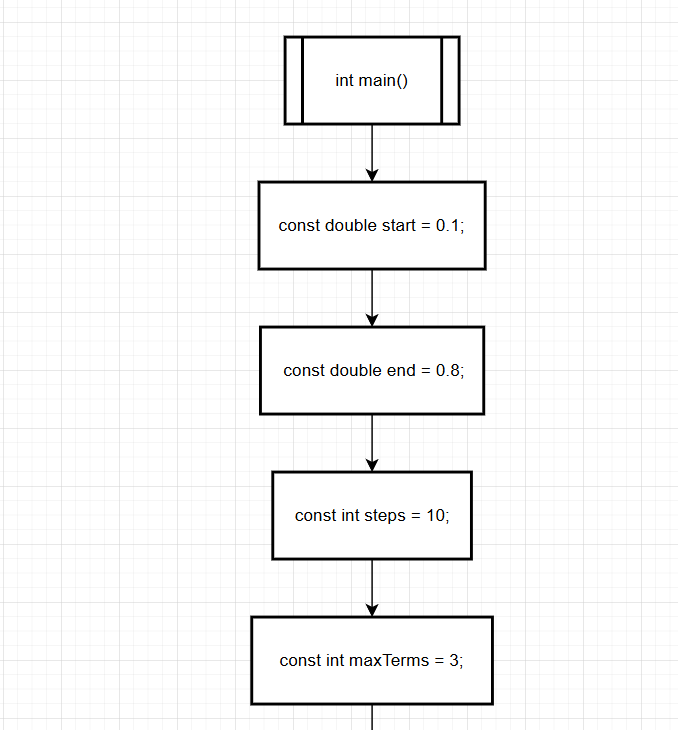 int main()
const double start = 0.1;
const double end = 0.8;
const int steps = 10;
const int maxTerms = 3;